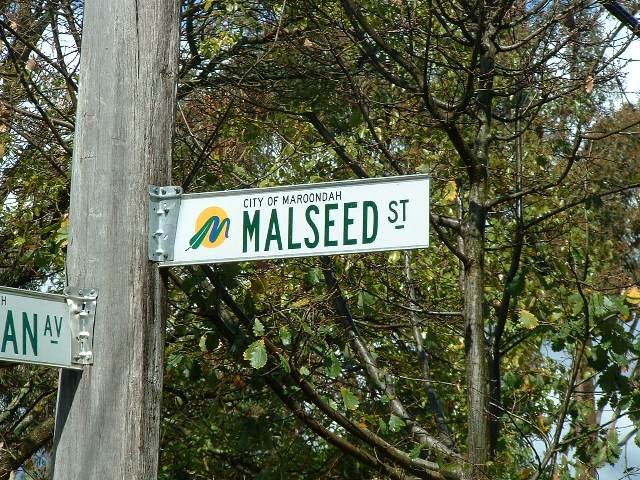 CITY OF MAROONDAH
MALSEED ST
AN AV